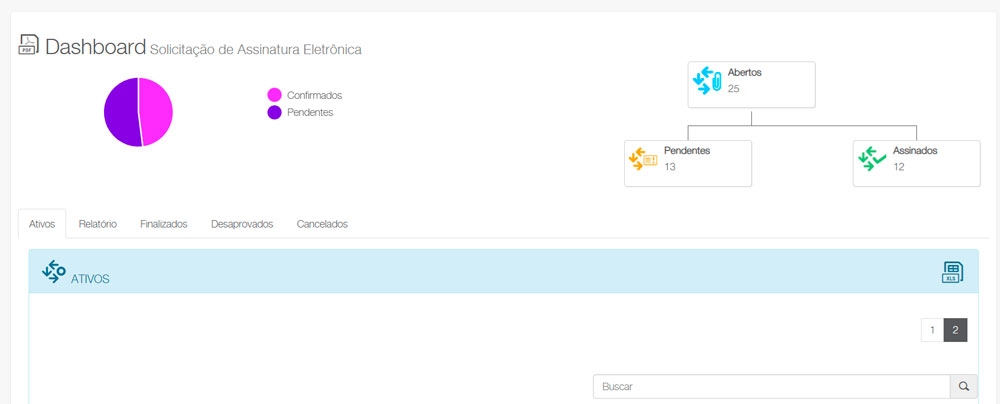 PDF
Dashboard Solicitação de Assinatura Eletrônica
Confirmados
Pendentes
Abertos
25
Pendentes
13
Assinados
12
Ativos Relatório Finalizados Desaprovados Cancelados
ATIVOS
XLS
1 2
Buscar